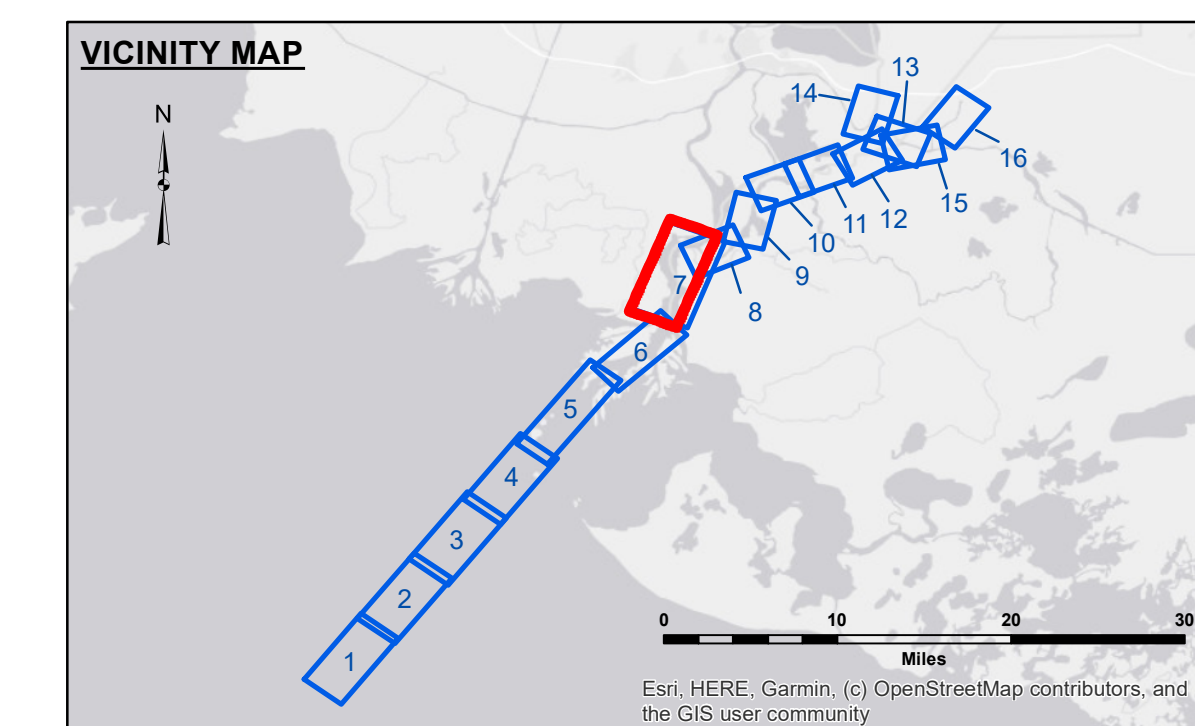 VICINITY MAP
N
13
14
16
15
12
11
10
9
8
7
6
5
4
3
2
1
0 10 20 30
Miles
Esri, HERE, Garmin, (c) OpenStreetMap contributors, and
the GIS user community